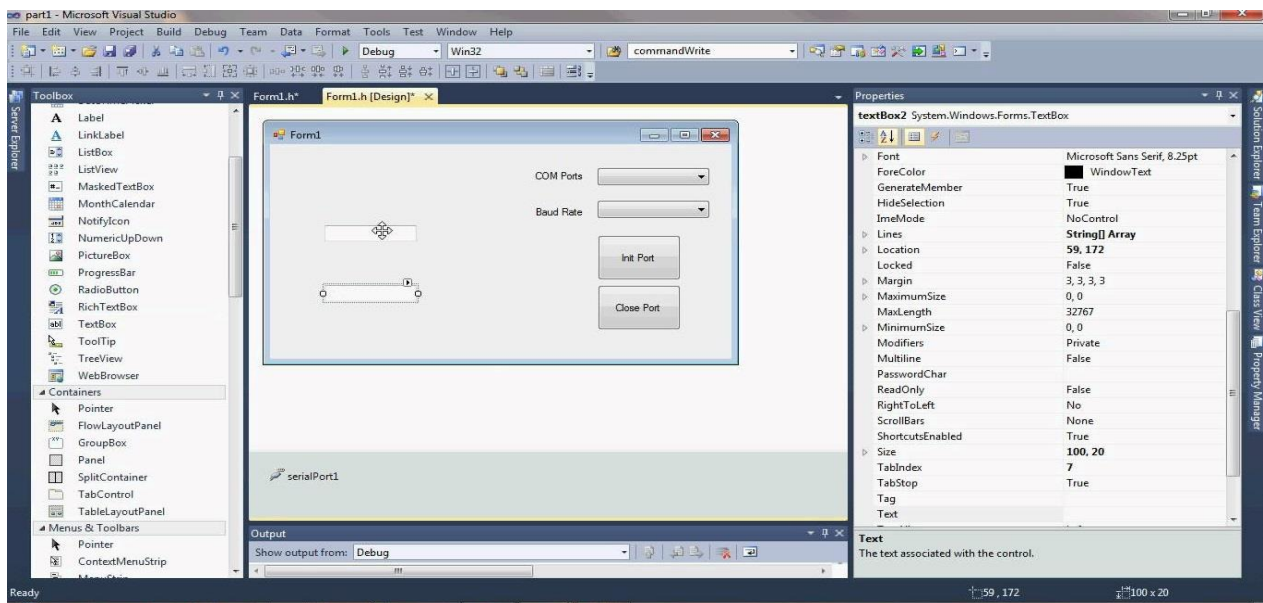 part1 - Microsoft Visual Studio
File Edit View Project Build Debug Team Data Format Tools Test Window Help
Debug Win32 commandWrite
Server Explorer
Toolbox
Label
LinkLabel
ListBox
ListView
MaskedTextBox
MonthCalendar
NotifyIcon
NumericUpDown
PictureBox
ProgressBar
RadioButton
RichTextBox
TextBox
ToolTip
TreeView
WebBrowser
Containers
Pointer
FlowLayoutPanel
GroupBox
Panel
SplitContainer
TabControl
TableLayoutPanel
Menus & Toolbars
Pointer
ContextMenuStrip
Form1.h* Form1.h [Design]*
Form1
COM Ports
Baud Rate
Init Port
Close Port
serialPort1
Output
Show output from: Debug
Properties
textBox2 System.Windows.Forms.TextBox
Font Microsoft Sans Serif, 8.25pt
ForeColor WindowText
GenerateMember True
HideSelection True
ImeMode NoControl
Lines String[] Array
Location 59, 172
Locked False
Margin 3, 3, 3, 3
MaximumSize 0, 0
MaxLength 32767
MinimumSize 0, 0
Modifiers Private
Multiline False
PasswordChar
ReadOnly False
RightToLeft No
ScrollBars None
ShortcutsEnabled True
Size 100, 20
TabIndex 7
TabStop True
Tag
Text
Text
The text associated with the control.
Solution Explorer
Team Explorer
Class View
Property Manager
Ready 59 , 172 100 x 20